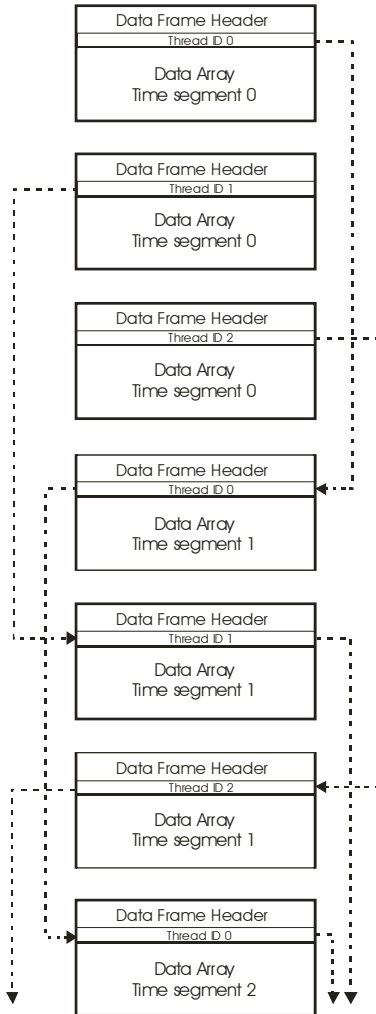 Data Frame Header
Thread ID 0
Data Array
Time segment 0
Data Frame Header
Thread ID 1
Data Array
Time segment 0
Data Frame Header
Thread ID 2
Data Array
Time segment 0
Data Frame Header
Thread ID 0
Data Array
Time segment 1
Data Frame Header
Thread ID 1
Data Array
Time segment 1
Data Frame Header
Thread ID 2
Data Array
Time segment 1
Data Frame Header
Thread ID 0
Data Array
Time segment 2